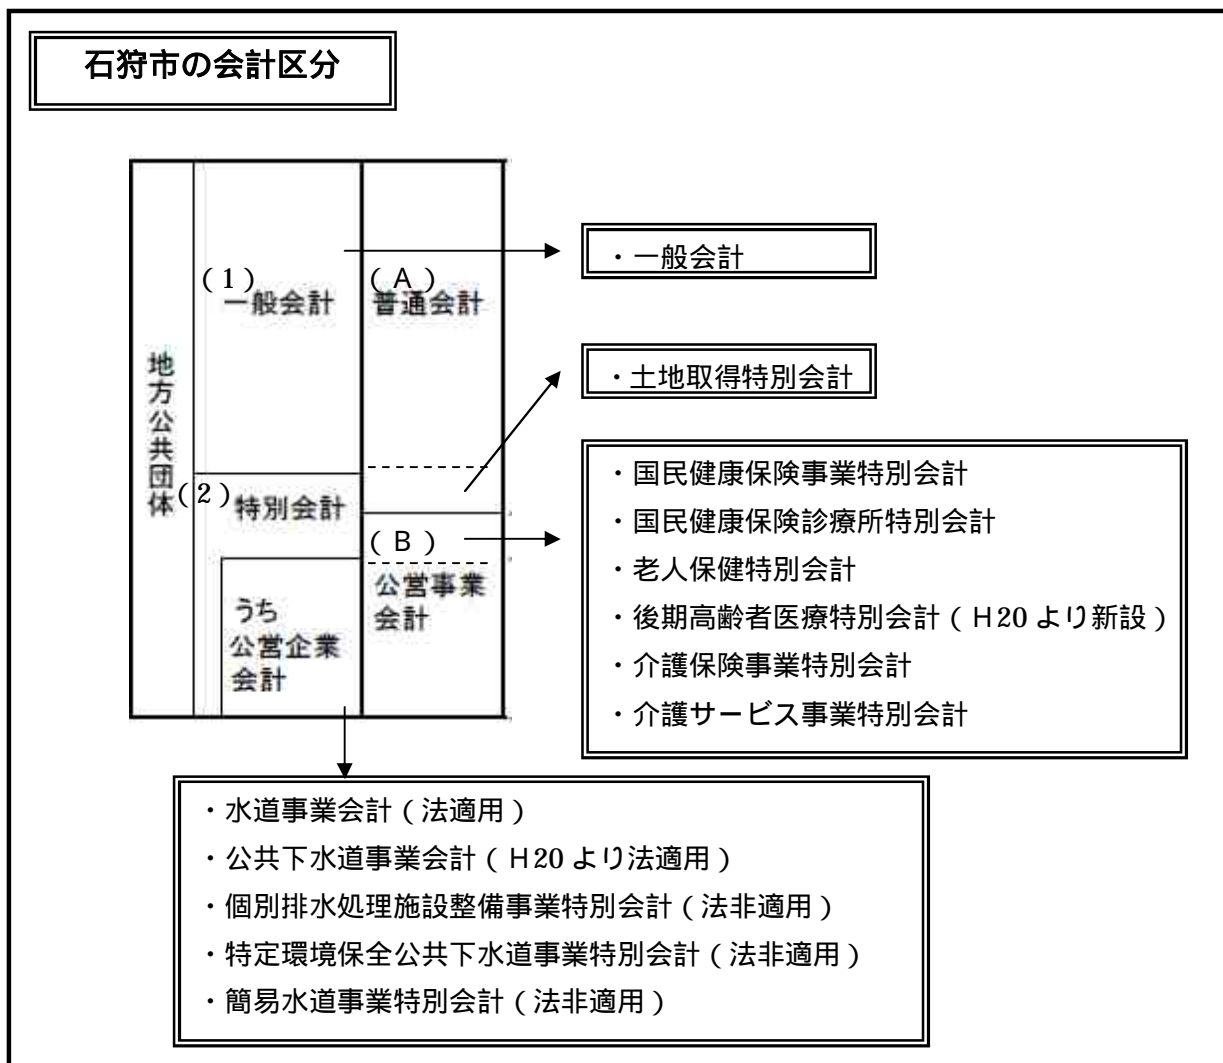 石狩市の会計区分
地方公共団体
(1)
一般会計
(A)
普通会計
・一般会計
・土地取得特別会計
(2)
特別会計
(B)
公営事業
会計
うち
公営企業
会計
・国民健康保険事業特別会計
・国民健康保険診療所特別会計
・老人保健特別会計
・後期高齢者医療特別会計(H20より新設)
・介護保険事業特別会計
・介護サービス事業特別会計
・水道事業会計(法適用)
・公共下水道事業会計(H20より法適用)
・個別排水処理施設整備事業特別会計(法非適用)
・特定環境保全公共下水道事業特別会計(法非適用)
・簡易水道事業特別会計(法非適用)